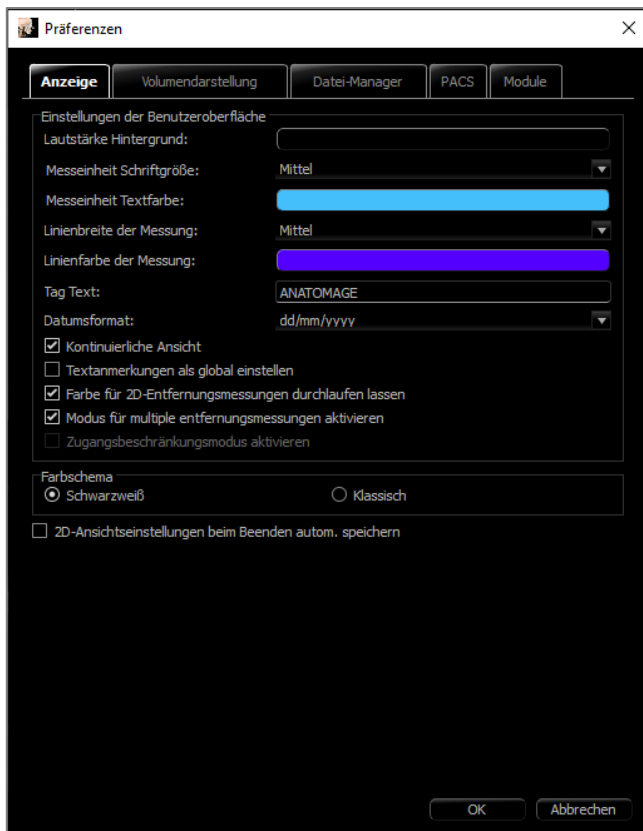 Präferenzen
Anzeige Volumendarstellung Datei-Manager PACS Module
Einstellungen der Benutzeroberfläche
Lautstärke Hintergrund:
Messeinheit Schriftgröße: Mittel
Messeinheit Textfarbe:
Linienbreite der Messung: Mittel
Linienfarbe der Messung:
Tag Text: ANATOMAGE
Datumsformat: dd/mm/yyyy
Kontinuierliche Ansicht
Textanmerkungen als global einstellen
Farbe für 2D-Entfernungsmessungen durchlaufen lassen
Modus für multiple entfernungsmessungen aktivieren
Zugangsbeschränkungsmodus aktivieren
Farbschema
Schwarzweiß Klassisch
2D-Ansichtseinstellungen beim Beenden autom. speichern
OK Abbrechen